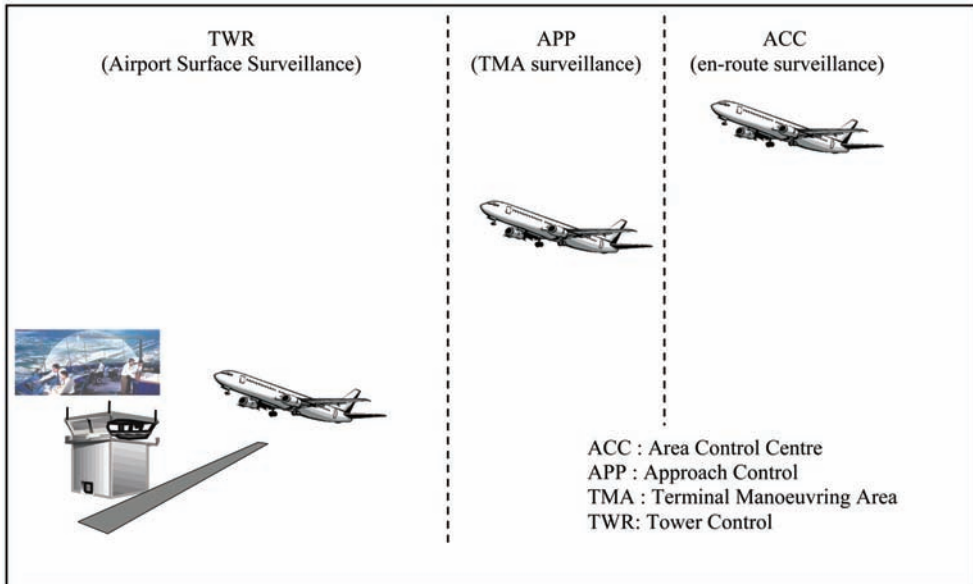 TWR
(Airport Surface Surveillance)
APP
(TMA surveillance)
ACC
(en-route surveillance)
ACC : Area Control Centre
APP : Approach Control
TMA : Terminal Manoeuvring Area
TWR: Tower Control